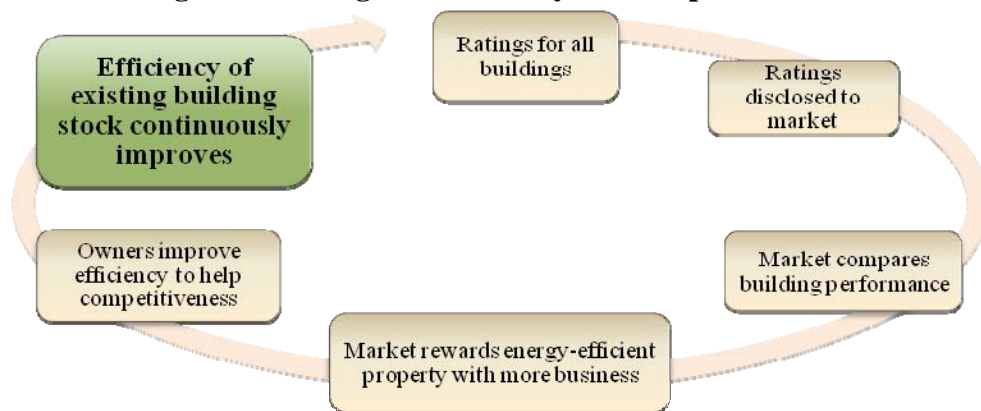 Efficiency of
existing building
stock continuously
improves
Ratings for all
buildings
Ratings
disclosed to
market
Market compares
building performance
Market rewards energy-efficient
property with more business
Owners improve
efficiency to help
competitiveness